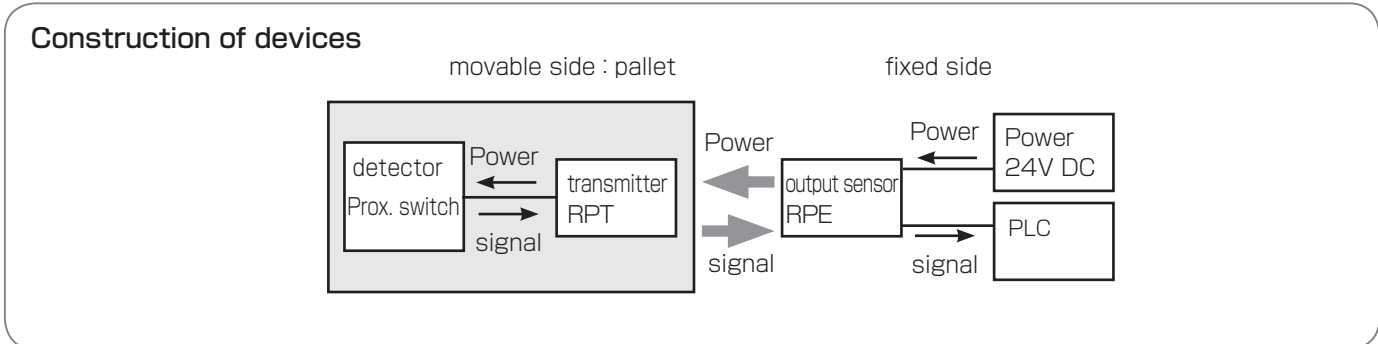 Construction of devices
movable side : pallet
fixed side
detector
Prox. switch
Power
signal
transmitter
RPT
Power
signal
output sensor
RPE
Power
signal
Power
24V DC
PLC